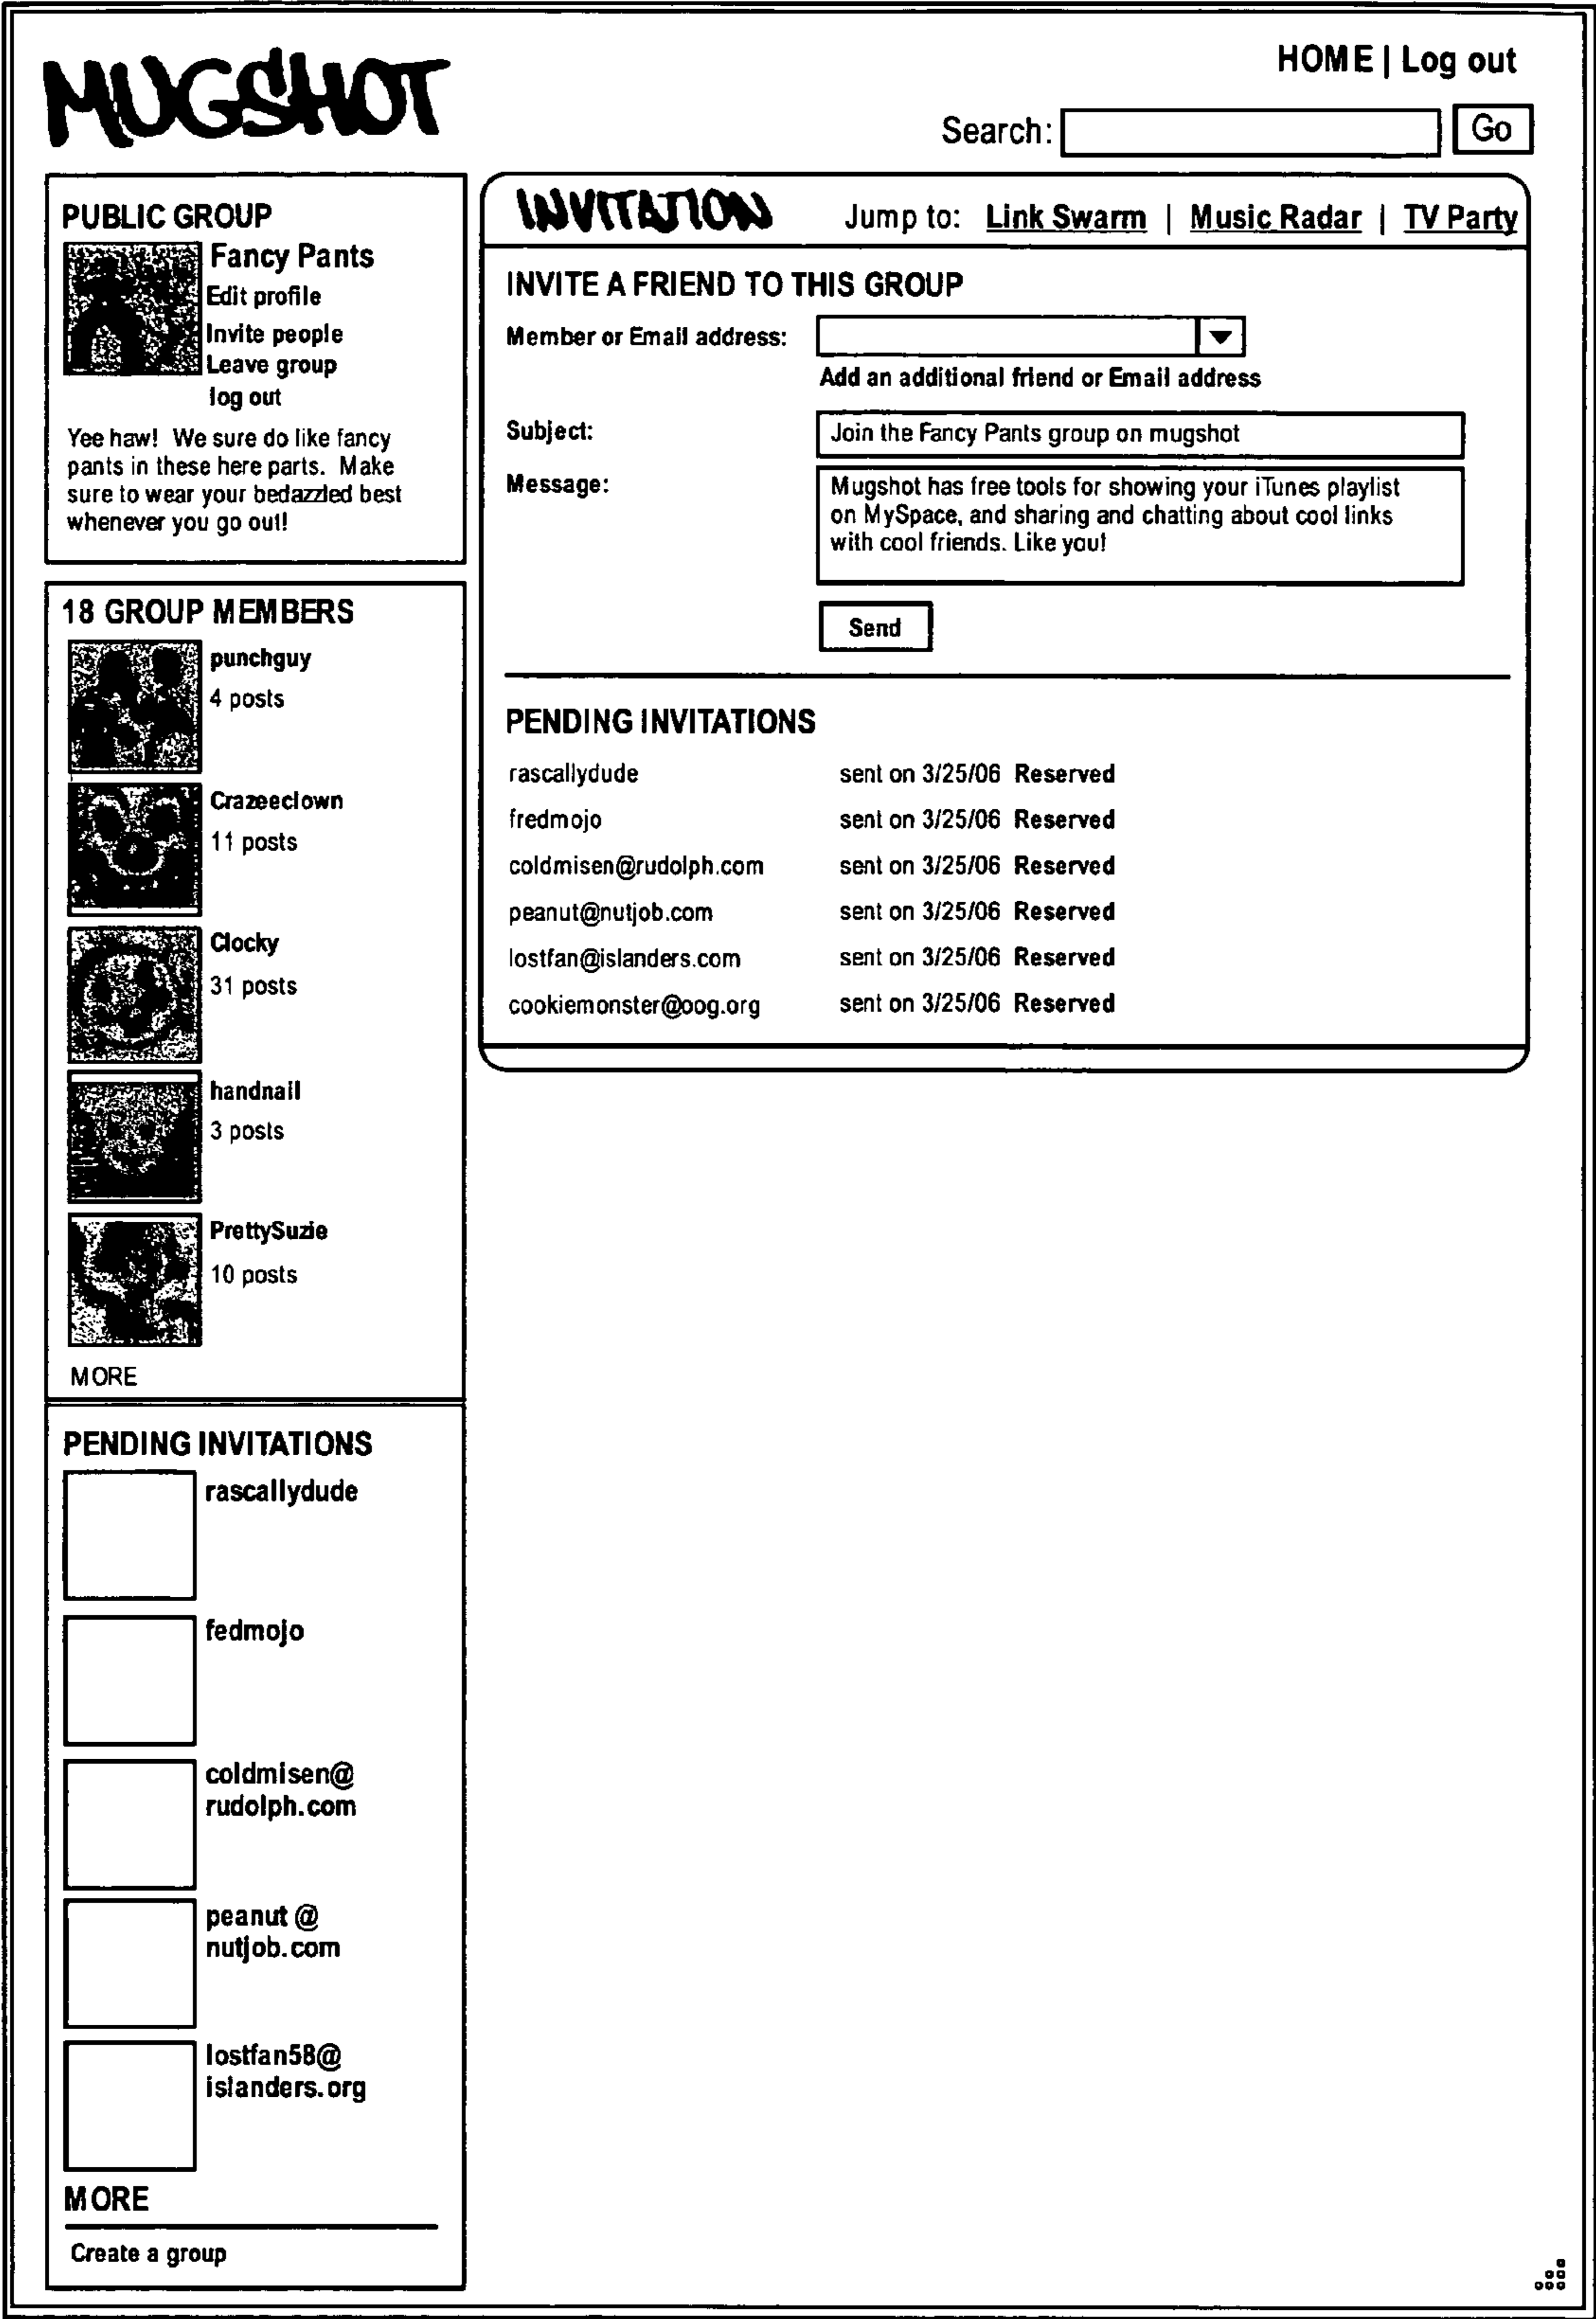 MUGSHOT
HOME | Log out
Search:
Go
PUBLIC GROUP
Fancy Pants
Edit profile
Invite people
Leave group
log out
Yee haw! We sure do like fancy
pants in these here parts. Make
sure to wear your bedazzled best
whenever you go out!
18 GROUP MEMBERS
punchguy
4 posts
Crazeeclown
11 posts
Clocky
31 posts
handnail
3 posts
PrettySuzie
10 posts
MORE
PENDING INVITATIONS
rascallydude
fedmojo
coldmisen@
rudolph.com
peanut @
nutjob.com
lostfan58@
islanders.org
MORE
Create a group
INVITATION
Jump to: Link Swarm | Music Radar | TV Party
INVITE A FRIEND TO THIS GROUP
Member or Email address:
Add an additional friend or Email address
Subject:
Join the Fancy Pants group on mugshot
Message:
Mugshot has free tools for showing your iTunes playlist
on MySpace, and sharing and chatting about cool links
with cool friends. Like you!
Send
PENDING INVITATIONS
rascallydude sent on 3/25/06 Reserved
fredmojo sent on 3/25/06 Reserved
coldmisen@rudolph.com sent on 3/25/06 Reserved
peanut@nutjob.com sent on 3/25/06 Reserved
lostfan@islanders.com sent on 3/25/06 Reserved
cookiemonster@oog.org sent on 3/25/06 Reserved